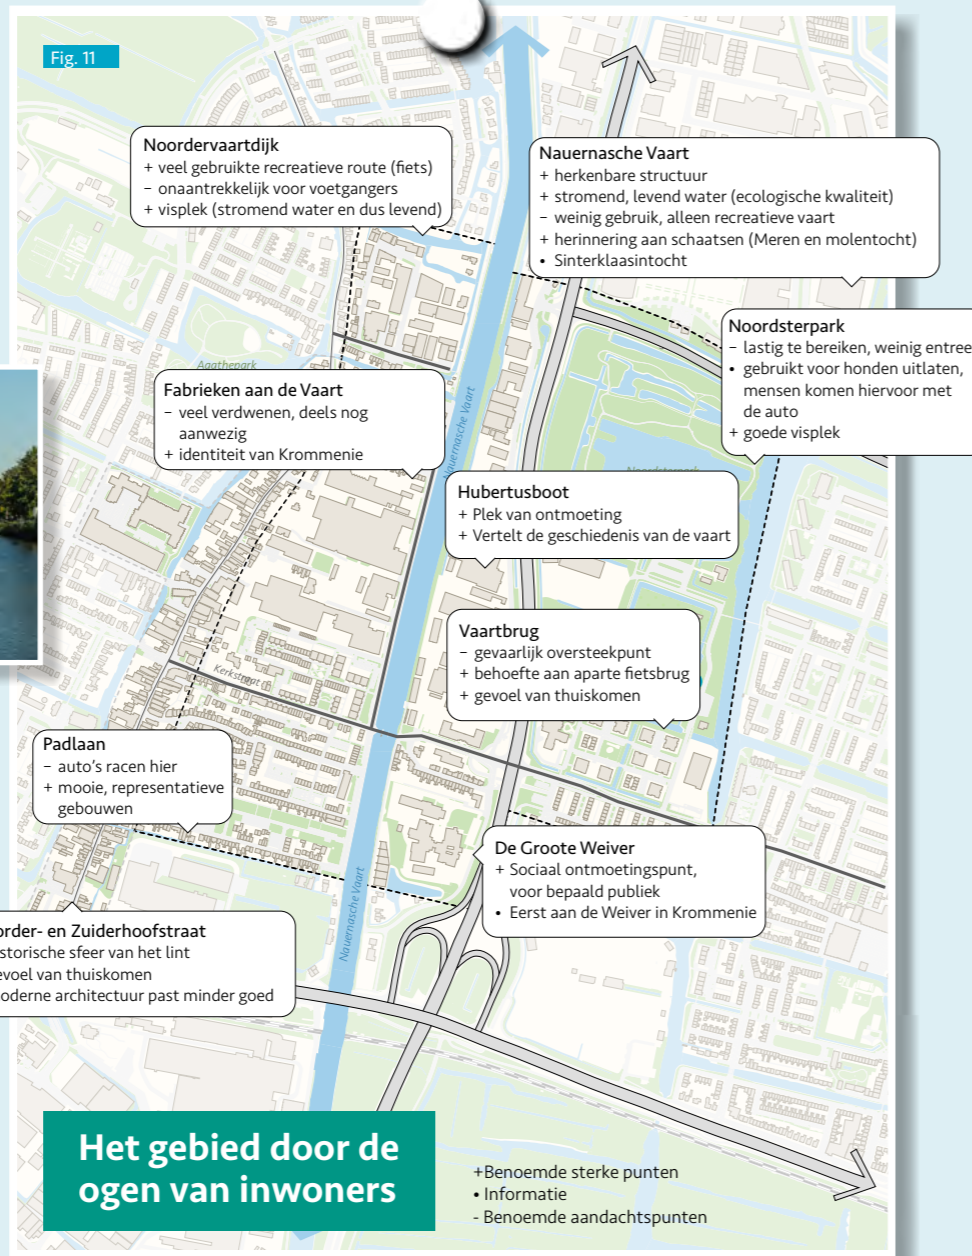 Fig. 11
Noordervaartdijk
+ veel gebruikte recreatieve route (fiets)
– onaantrekkelijk voor voetgangers
+ visplek (stromend water en dus levend)
Nauernasche Vaart
+ herkenbare structuur
+ stromend, levend water (ecologische kwaliteit)
– weinig gebruik, alleen recreatieve vaart
+ herinnering aan schaatsen (Meren en molentocht)
• Sinterklaasintocht
Noordsterpark
– lastig te bereiken, weinig entree
• gebruikt voor honden uitlaten,
mensen komen hiervoor met
de auto
+ goede visplek
Agathepark
Fabrieken aan de Vaart
– veel verdwenen, deels nog
aanwezig
+ identiteit van Krommenie
Nauernasche Vaart
Noordsterpark
Hubertusboot
+ Plek van ontmoeting
+ Vertelt de geschiedenis van de vaart
Vaartbrug
– gevaarlijk oversteekpunt
+ behoefte aan aparte fietsbrug
+ gevoel van thuiskomen
Kerkstraat
Padlaan
– auto's racen hier
+ mooie, representatieve
gebouwen
De Groote Weiver
+ Sociaal ontmoetingspunt,
voor bepaald publiek
• Eerst aan de Weiver in Krommenie
Nauernasche Vaart
order- en Zuiderhoofstraat
storische sfeer van het lint
evoel van thuiskomen
oderne architectuur past minder goed
Het gebied door de
ogen van inwoners
+Benoemde sterke punten
• Informatie
- Benoemde aandachtspunten